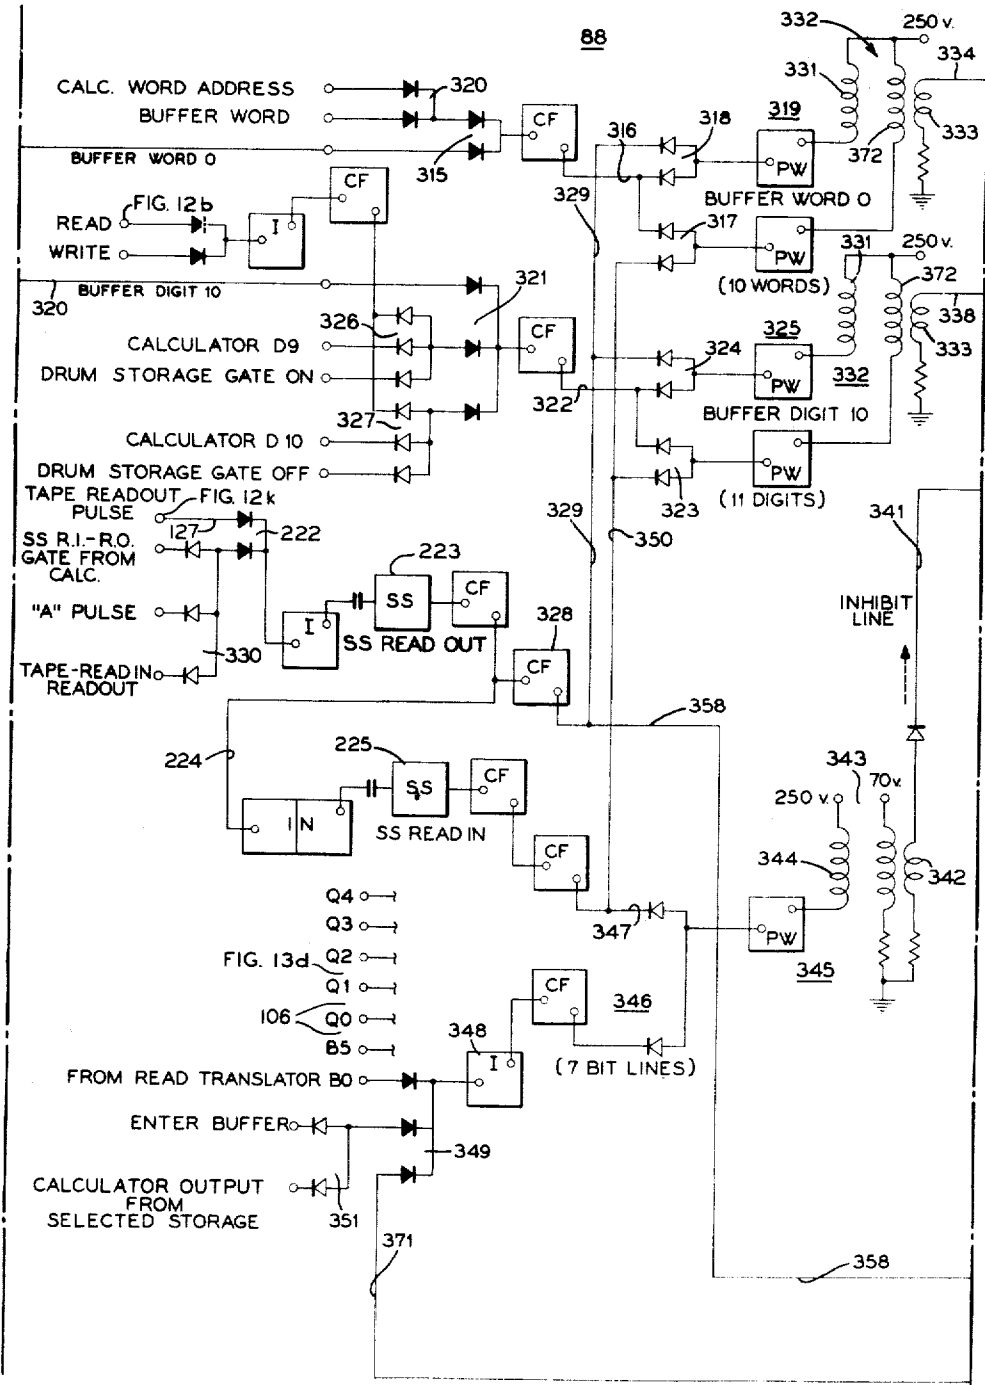 88
332
250 V.
334
331
CALC. WORD ADDRESS
320
BUFFER WORD
CF
316
318
319
333
372
PW
BUFFER WORD 0
315
BUFFER WORD 0
CF
329
317
331
250 V.
FIG. 12b
READ
I
WRITE
PW
372
(10 WORDS)
320
BUFFER DIGIT 10
321
338
326
CF
324
325
333
CALCULATOR D9
PW
332
DRUM STORAGE GATE ON
322
BUFFER DIGIT 10
327
CALCULATOR D 10
PW
DRUM STORAGE GATE OFF
323
(11 DIGITS)
TAPE READOUT
PULSE
FIG. 12k
127
222
329
350
341
SS R.I.-R.O.
GATE FROM
CALC.
223
SS
CF
INHIBIT
LINE
"A" PULSE
I
SS READ OUT
328
330
CF
TAPE-READ IN
READOUT
358
224
225
343
SS
CF
250 V.
70 V.
IN
SS READ IN
344
342
CF
Q4
347
PW
Q3
345
FIG. 13d
Q2
Q1
CF
346
106
Q0
348
B5
I
(7 BIT LINES)
FROM READ TRANSLATOR B0
ENTER BUFFER
349
CALCULATOR OUTPUT
FROM
SELECTED STORAGE
351
371
358